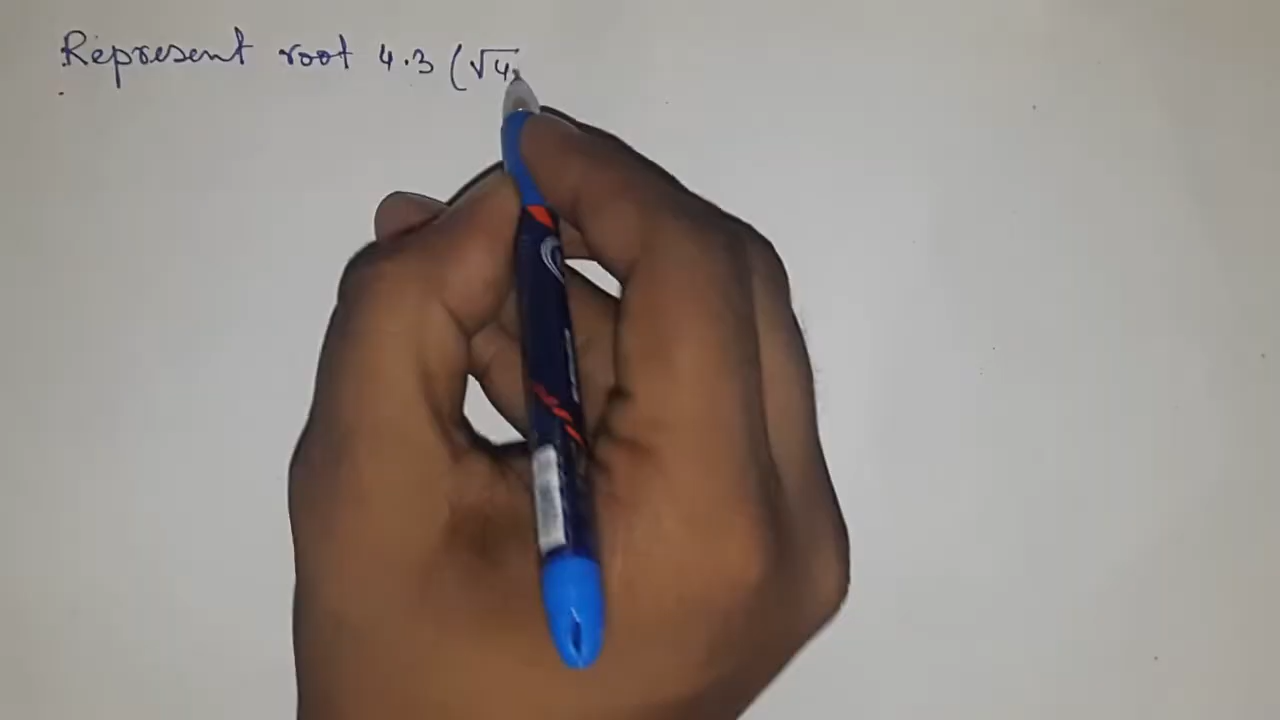 Represent root 4.3 (√4.